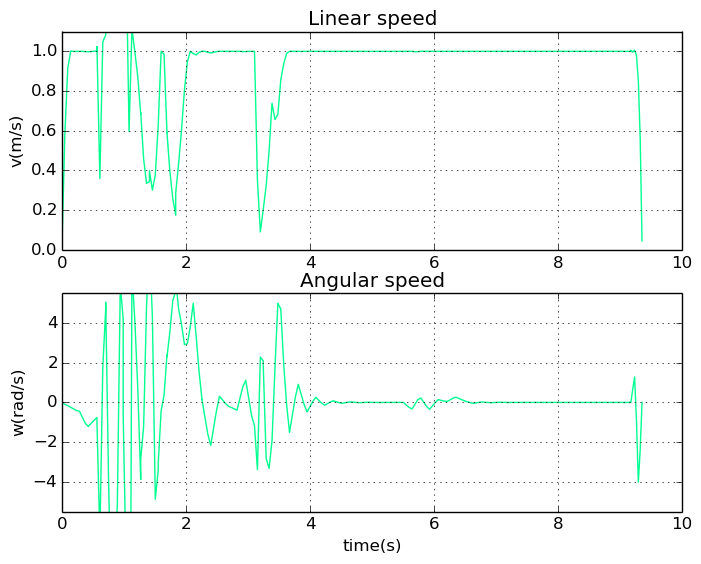 Linear speed
v(m/s)
1.0
0.8
0.6
0.4
0.2
0.0
0 2 4 6 8 10
Angular speed
w(rad/s)
4
2
0
−2
−4
0 2 4 6 8 10
time(s)